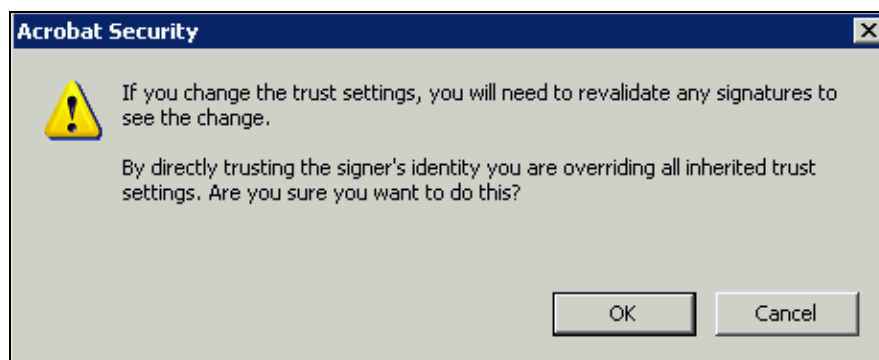 Acrobat Security
If you change the trust settings, you will need to revalidate any signatures to
see the change.
By directly trusting the signer's identity you are overriding all inherited trust
settings. Are you sure you want to do this?
OK
Cancel